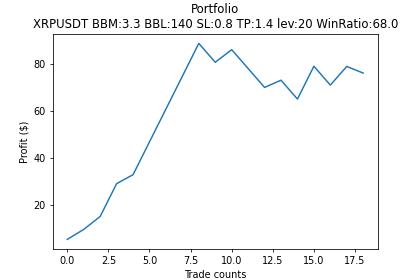 Portfolio
XRPUSDT BBM:3.3 BBL:140 SL:0.8 TP:1.4 lev:20 WinRatio:68.0
80
60
40
20
Profit ($)
0.0 2.5 5.0 7.5 10.0 12.5 15.0 17.5
Trade counts